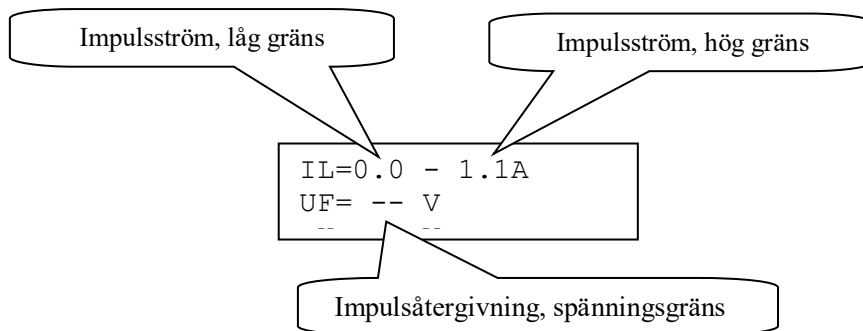 Impulsström, låg gräns
Impulsström, hög gräns
IL=0.0 - 1.1A
UF= -- V
-- --
Impulsåtergivning, spänningsgräns